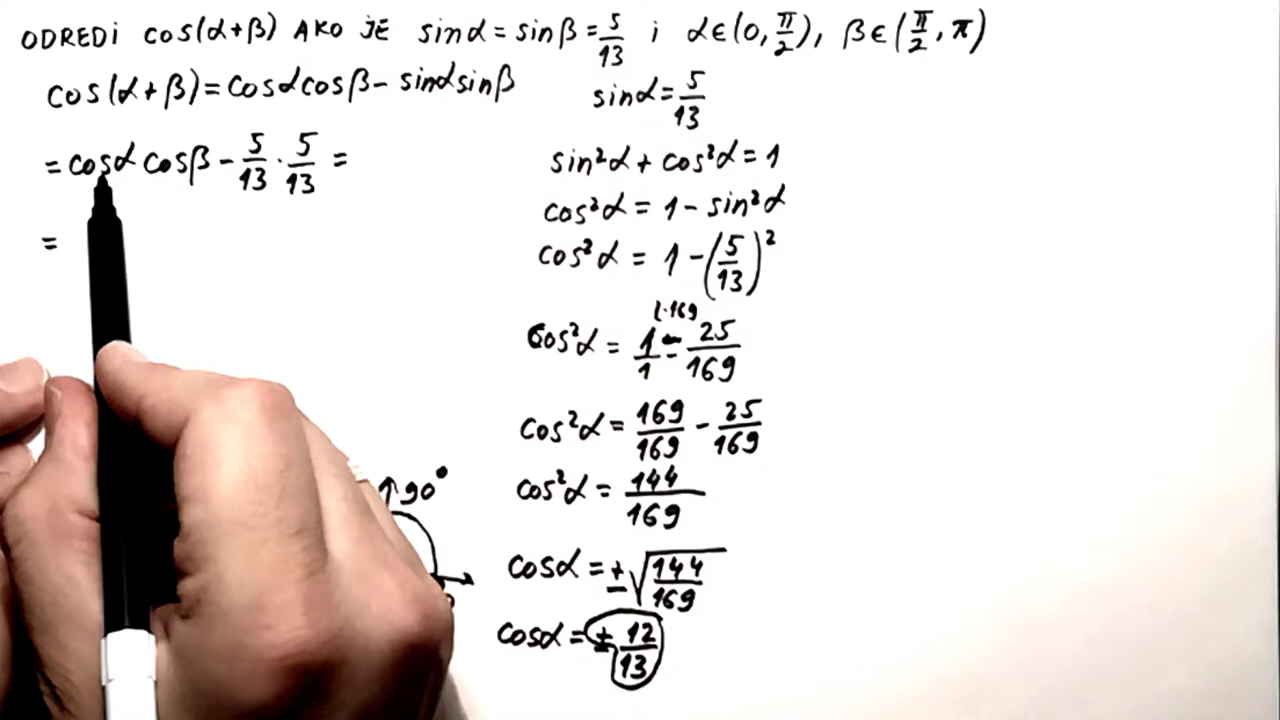 ODREDI cos(α+β) AKO JE sinα = sinβ = 5/13 i α∈(0, π/2), β∈(π/2, π)
cos(α+β) = cosα cosβ - sinα sinβ
= cosα cosβ - 5/13 · 5/13 =
=
sinα = 5/13
sin²α + cos²α = 1
cos²α = 1 - sin²α
cos²α = 1 - (5/13)²
cos²α = 1/1 - 25/169
cos²α = 169/169 - 25/169
cos²α = 144/169
cosα = ±√144/169
cosα = ± 12/13
90°